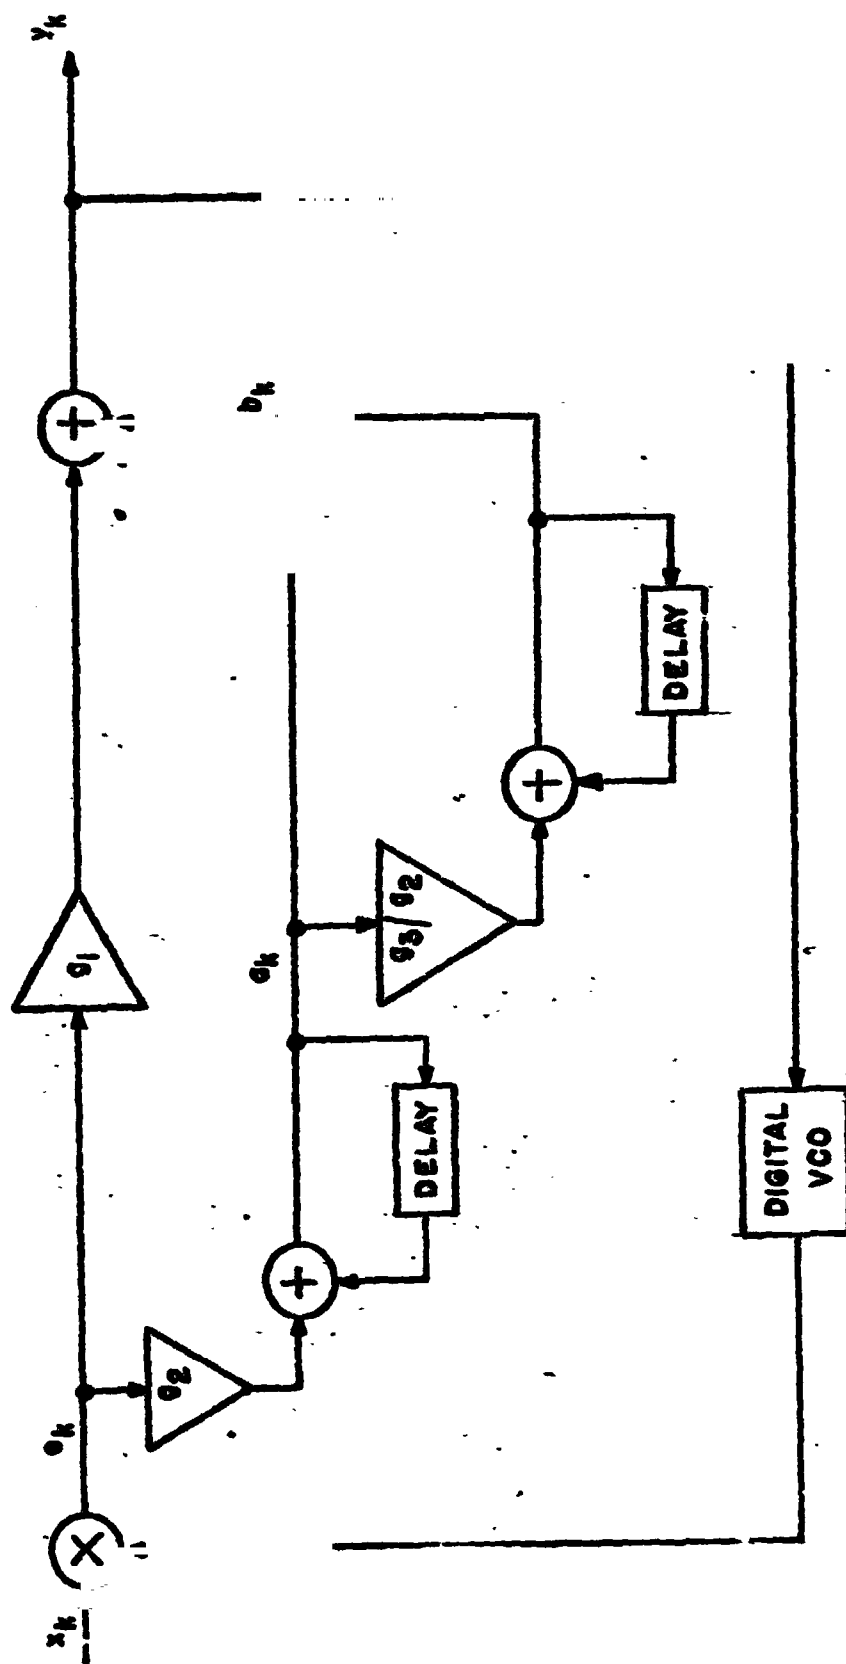 x_k
e_k
g_1
y_k
g_2
DELAY
a_k
g_3/g_2
b_k
DELAY
DIGITAL
VCO